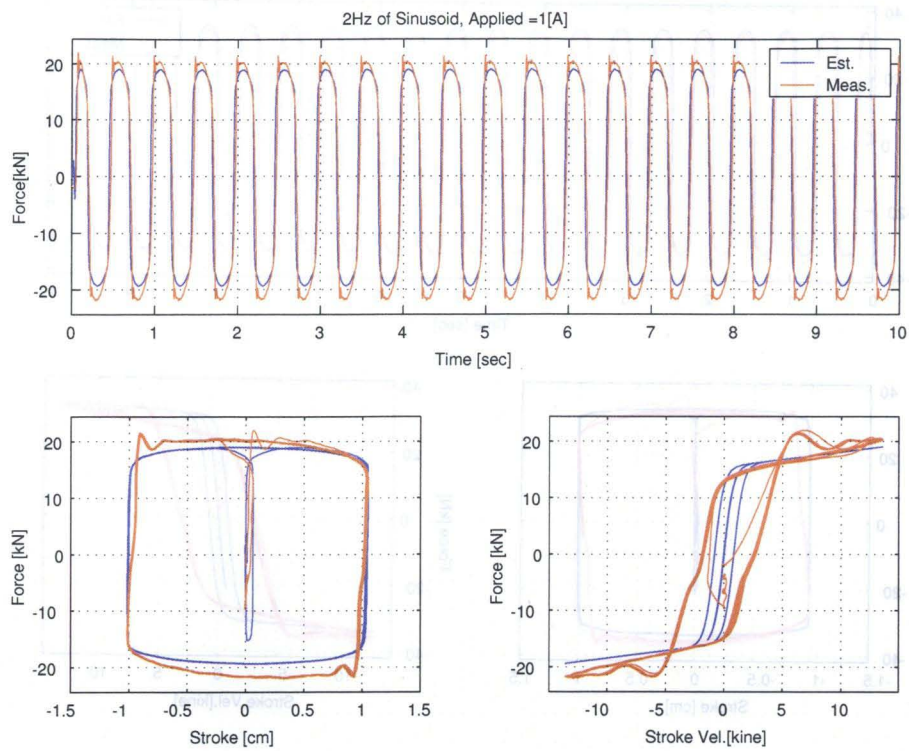 2Hz of Sinusoid, Applied =1[A]
20
10
0
-10
-20
Force[kN]
Est.
Meas.
0 1 2 3 4 5 6 7 8 9 10
Time [sec]
20
10
0
-10
-20
Force [kN]
-1.5 -1 -0.5 0 0.5 1 1.5
Stroke [cm]
20
10
0
-10
-20
Force [kN]
-10 -5 0 5 10
Stroke Vel.[kine]